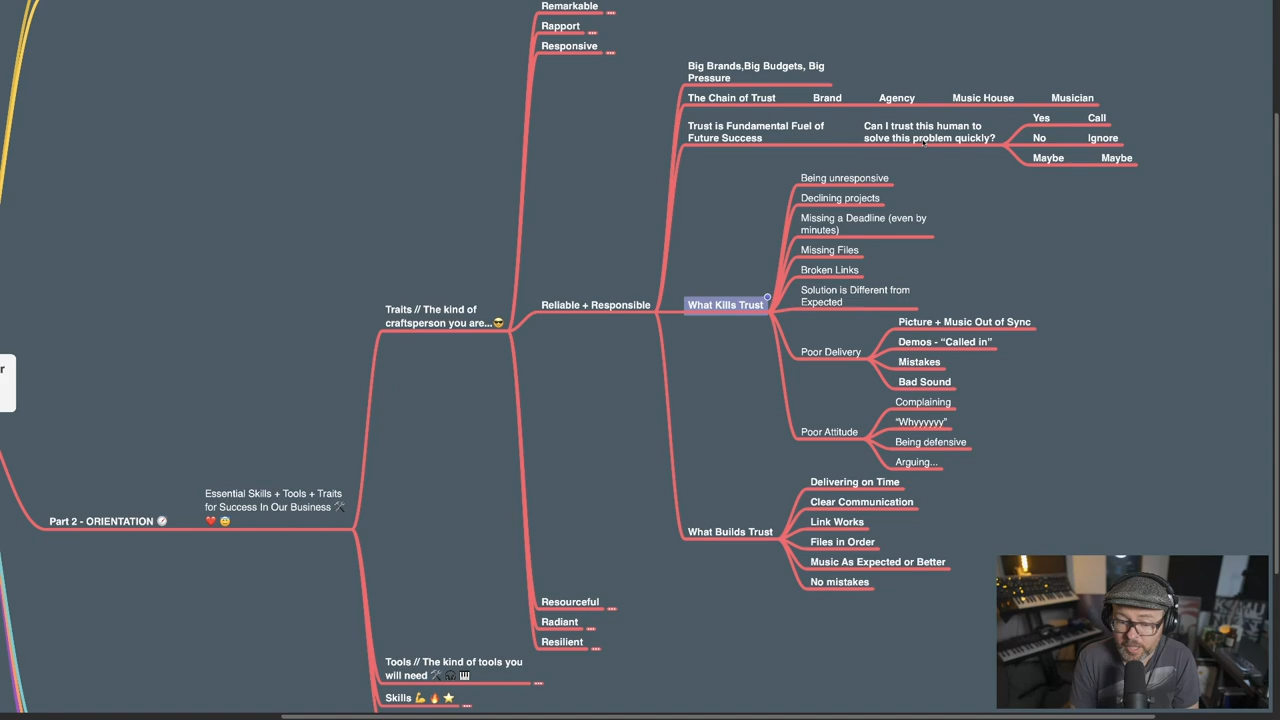 Remarkable
Rapport
Responsive
Big Brands,Big Budgets, Big
Pressure
The Chain of Trust Brand Agency Music House Musician
Trust is Fundamental Fuel of
Future Success
Can I trust this human to
solve this problem quickly?
Yes Call
No Ignore
Maybe Maybe
Being unresponsive
Declining projects
Missing a Deadline (even by
minutes)
Missing Files
Broken Links
Solution is Different from
Expected
What Kills Trust
Traits // The kind of
craftsperson you are...😎
Reliable + Responsible
Poor Delivery
Picture + Music Out of Sync
Demos - “Called in”
Mistakes
Bad Sound
Poor Attitude
Complaining
“Whyyyyyy”
Being defensive
Arguing...
r
Part 2 - ORIENTATION 🧭
Essential Skills + Tools + Traits
for Success In Our Business 🛠
❤️ 😇
What Builds Trust
Delivering on Time
Clear Communication
Link Works
Files in Order
Music As Expected or Better
No mistakes
Resourceful
Radiant
Resilient
Tools // The kind of tools you
will need 🛠 🎧 🎹
Skills 💪 🔥 ⭐